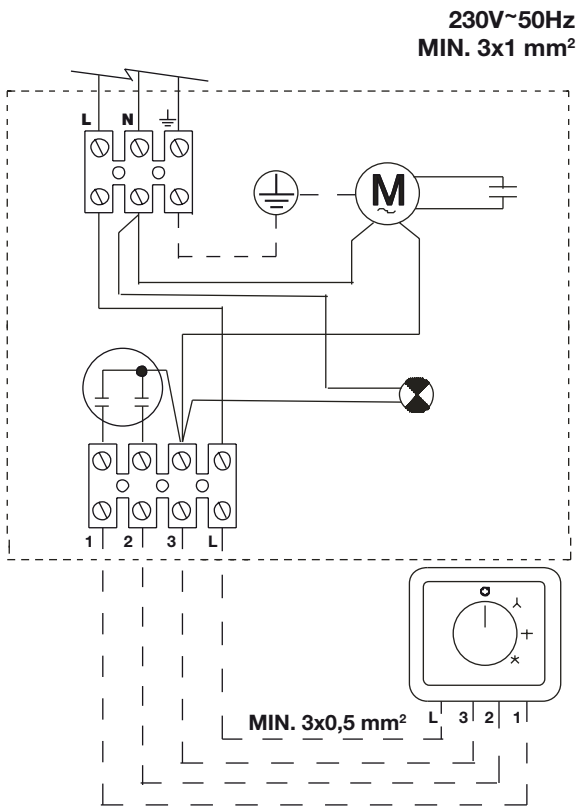 230V~50Hz
MIN. 3x1 mm²
L N
M
1 2 3 L
MIN. 3x0,5 mm²
L 3 2 1